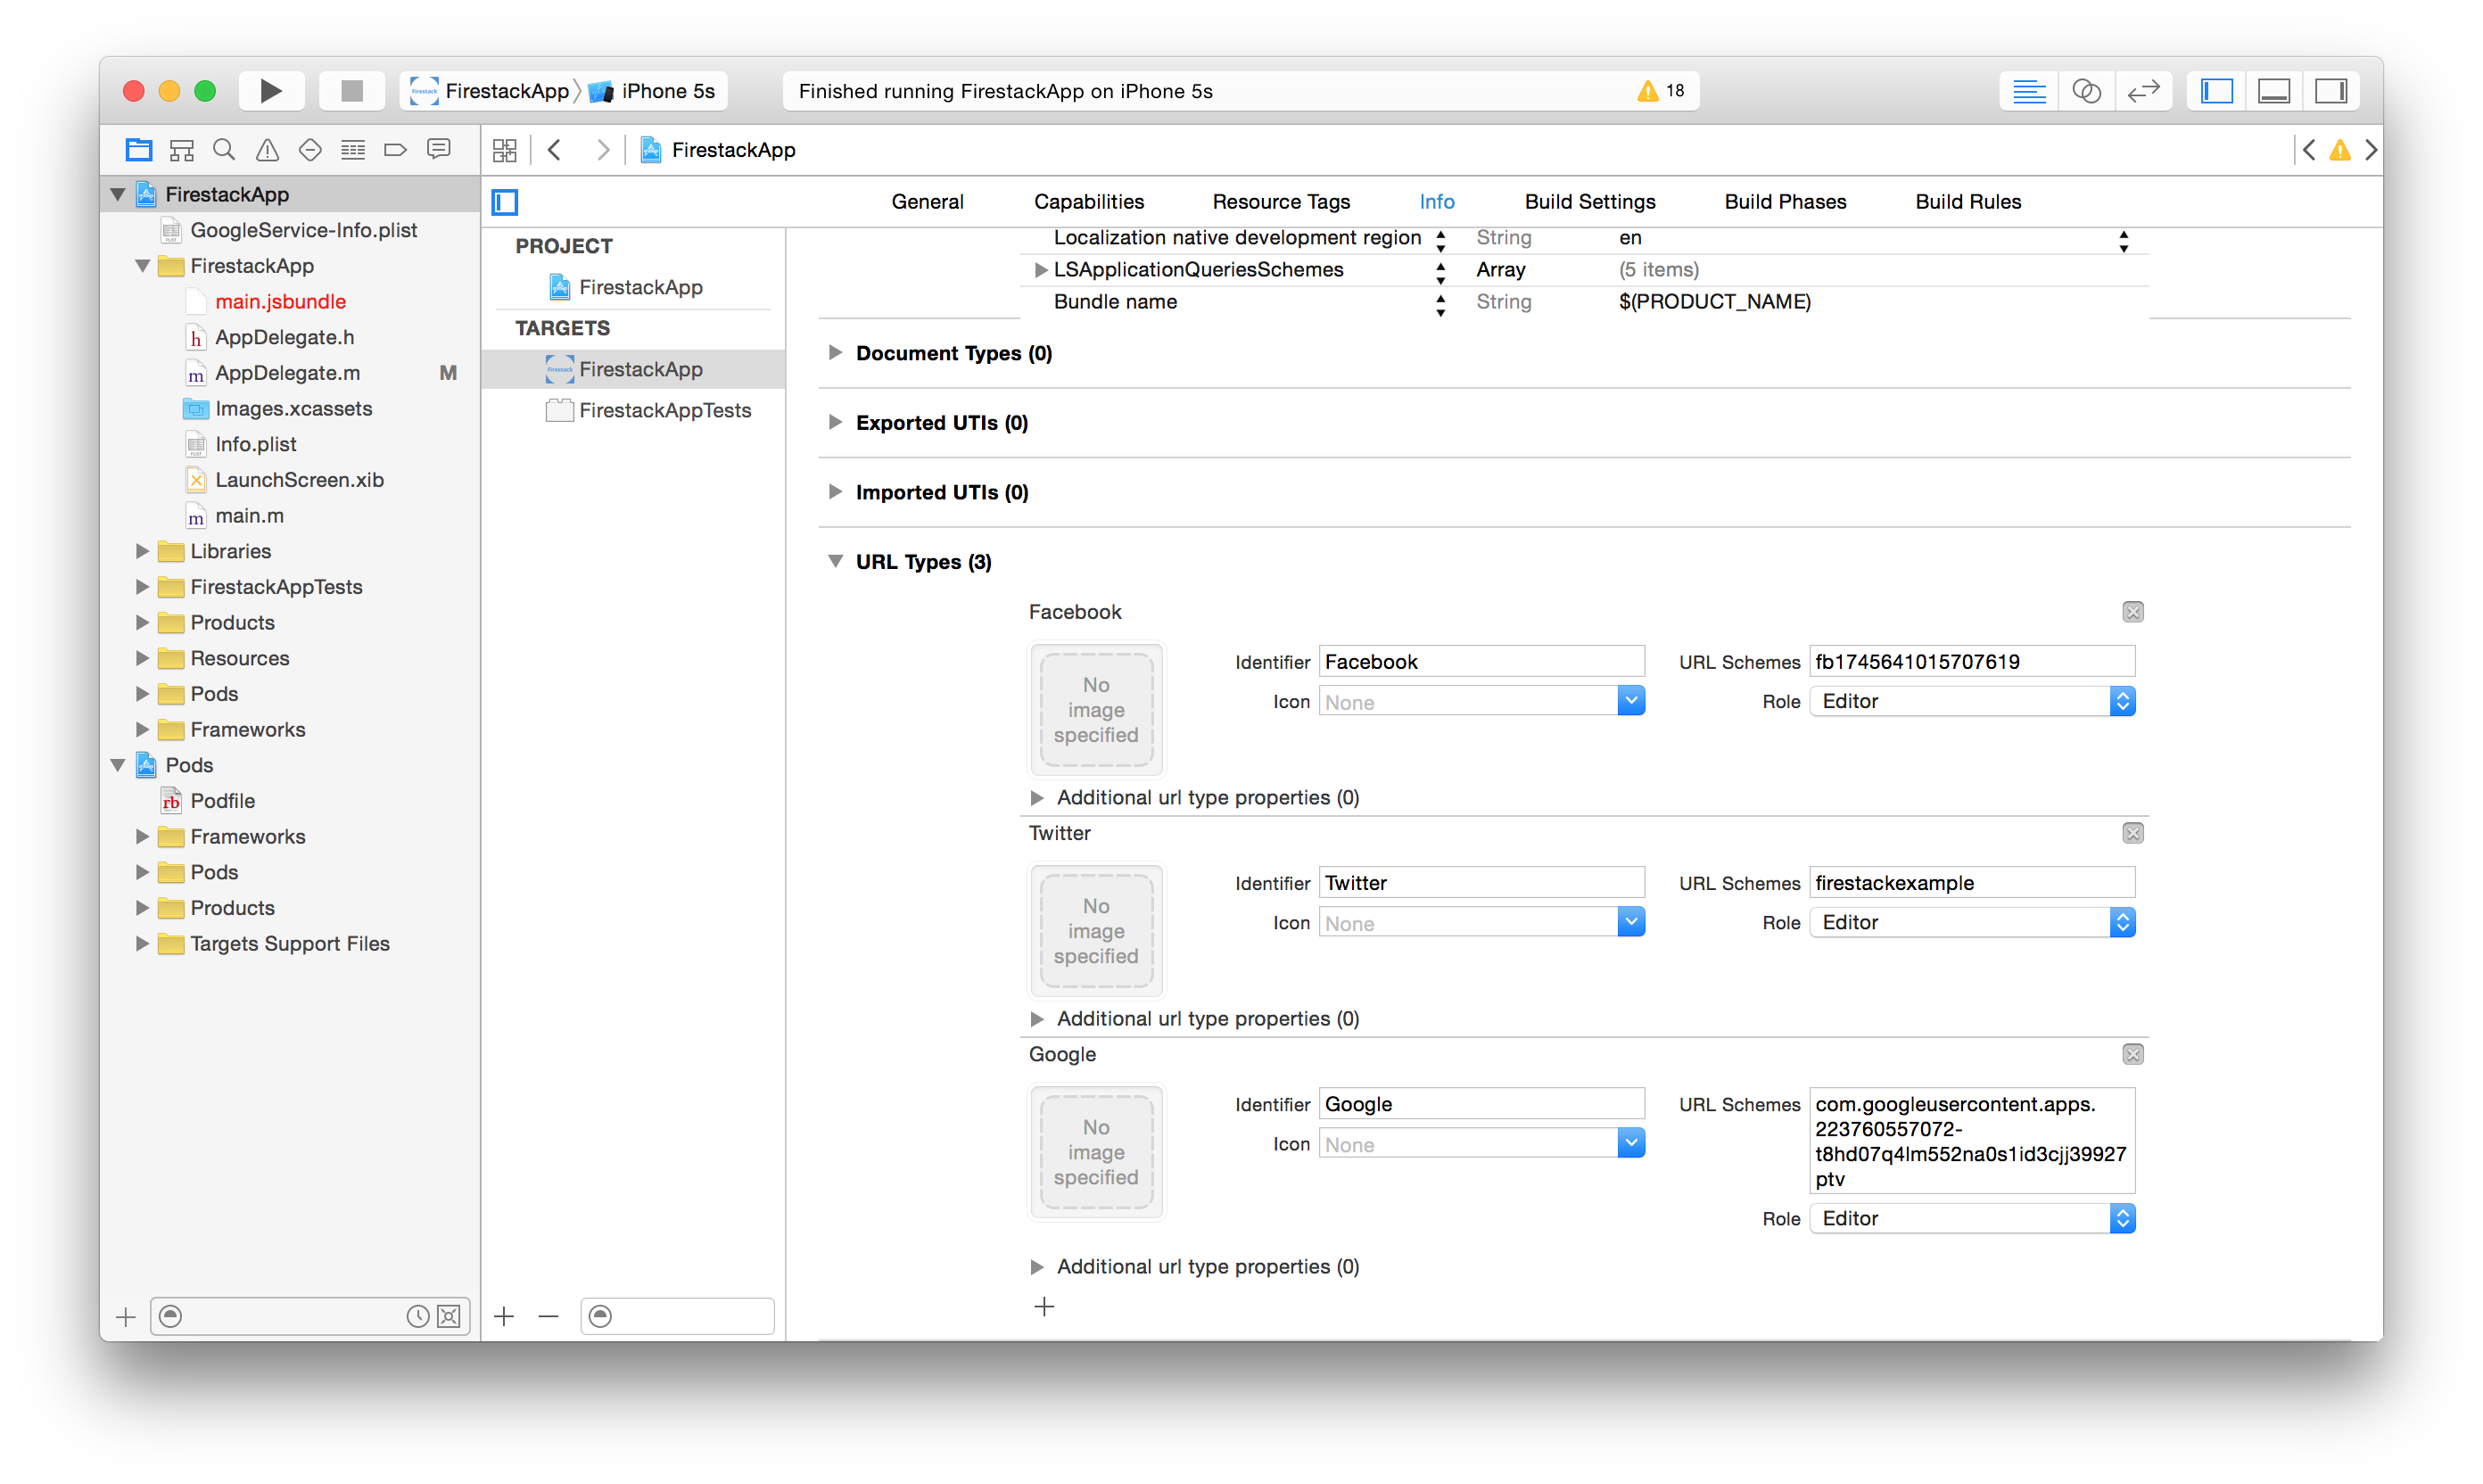 FirestackApp
iPhone 5s
Finished running FirestackApp on iPhone 5s
18
FirestackApp
FirestackApp
GoogleService-Info.plist
FirestackApp
main.jsbundle
AppDelegate.h
AppDelegate.m M
Images.xcassets
Info.plist
LaunchScreen.xib
main.m
Libraries
FirestackAppTests
Products
Resources
Pods
Frameworks
Pods
Podfile
Frameworks
Pods
Products
Targets Support Files
PROJECT
FirestackApp
TARGETS
FirestackApp
FirestackAppTests
General Capabilities Resource Tags Info Build Settings Build Phases Build Rules
Localization native development region String en
LSApplicationQueriesSchemes Array (5 items)
Bundle name String $(PRODUCT_NAME)
Document Types (0)
Exported UTIs (0)
Imported UTIs (0)
URL Types (3)
Facebook
No
image
specified
Identifier Facebook URL Schemes fb1745641015707619
Icon None Role Editor
Additional url type properties (0)
Twitter
No
image
specified
Identifier Twitter URL Schemes firestackexample
Icon None Role Editor
Additional url type properties (0)
Google
No
image
specified
Identifier Google URL Schemes com.googleusercontent.apps.
223760557072-
t8hd07q4lm552na0s1id3cjj39927
ptv
Icon None Role Editor
Additional url type properties (0)